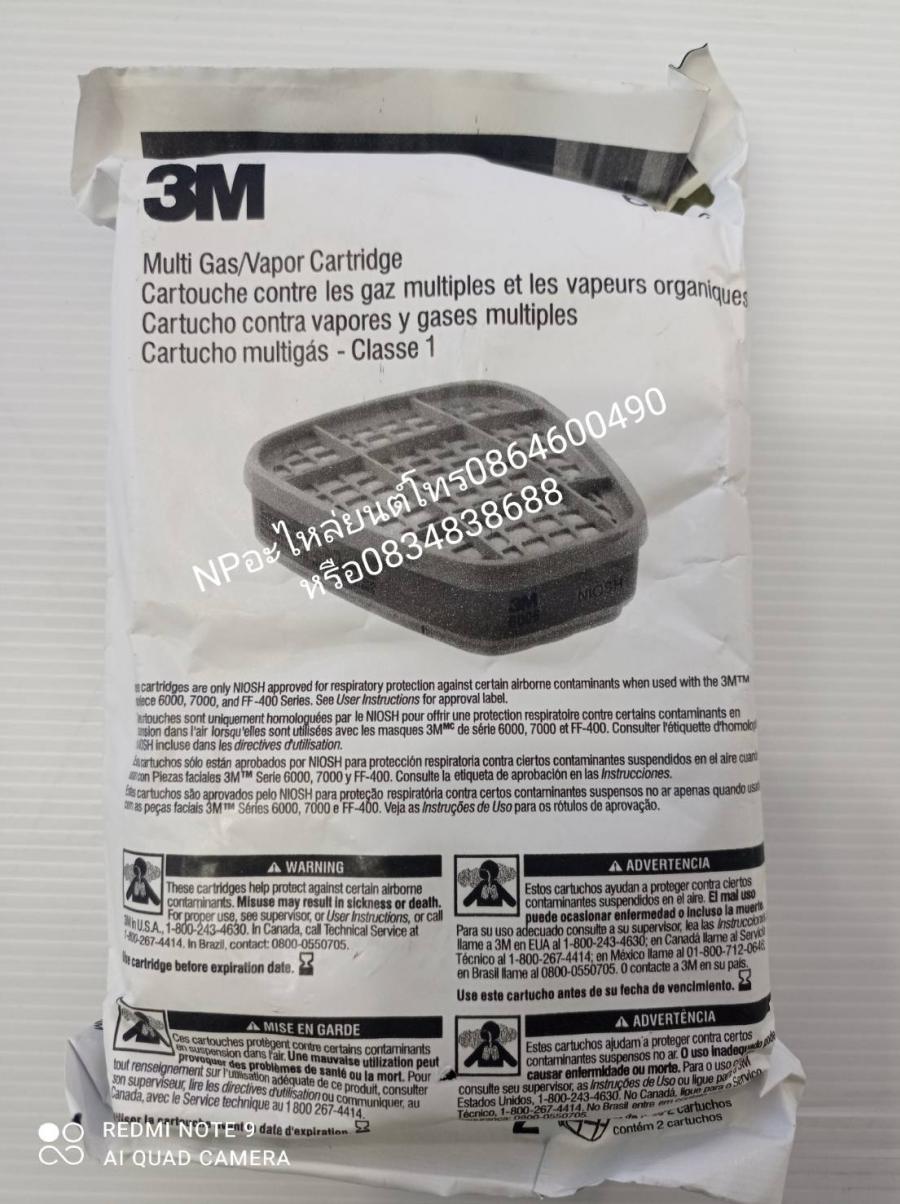 3M
Multi Gas/Vapor Cartridge
Cartouche contre les gaz multiples et les vapeurs organiques
Cartucho contra vapores y gases multiples
Cartucho multigás - Classe 1
NPอะไหล่ยนต์โทร0864600490
หรือ0834838688
3M
NIOSH
cartridges are only NIOSH approved for respiratory protection against certain airborne contaminants when used with the 3M™
6000, 7000, and FF-400 Series. See User Instructions for approval label.
sont uniquement homologuées par le NIOSH pour offrir une protection respiratoire contre certains contaminants en
dans l'air lorsqu'elles sont utilisées avec les masques 3Mᴹᶜ de série 6000, 7000 et FF-400. Consulter l'étiquette
incluse dans les directives d'utilisation.
cartuchos sólo están aprobados por NIOSH para protección respiratoria contra ciertos contaminantes suspendidos en el aire
con Piezas faciales 3M™ Serie 6000, 7000 y FF-400. Consulte la etiqueta de aprobación en las Instrucciones.
cartuchos são aprovados pelo NIOSH para proteção respiratória contra certos contaminantes suspensos no ar apenas quando
as peças faciais 3M™ Séries 6000, 7000 e FF-400. Veja as Instruções de Uso para os rótulos de aprovação.
⚠ WARNING
These cartridges help protect against certain airborne
contaminants. Misuse may result in sickness or death.
For proper use, see supervisor, or User Instructions, or call
3M in U.S.A., 1-800-243-4630. In Canada, call Technical Service at
1-800-267-4414. In Brazil, contact: 0800-0550705.
cartridge before expiration date.
⚠ ADVERTENCIA
Estos cartuchos ayudan a proteger contra ciertos
contaminantes suspendidos en el aire. El mal uso
puede ocasionar enfermedad o incluso la muerte.
Para su uso adecuado consulte a su supervisor, lea las
llame a 3M en EUA al 1-800-243-4630; en Canadá llame al
Técnico al 1-800-267-4414; en México llame al 01-800-712-0646,
en Brasil llame al 0800-0550705. O contacte a 3M en su país.
Use este cartucho antes de su fecha de vencimiento.
⚠ MISE EN GARDE
Ces cartouches protègent contre certains contaminants
en suspension dans l'air. Une mauvaise utilisation peut
provoquer des problèmes de santé ou la mort. Pour
tout renseignement sur l'utilisation adéquate de ce produit, consulter
son superviseur, lire les directives d'utilisation ou communiquer, au
Canada, avec le Service technique au 1 800 267-4414.
date d'expiration
⚠ ADVERTÊNCIA
Estes cartuchos ajudam a proteger contra certos
contaminantes suspensos no ar. O uso
causar enfermidade ou morte. Para o uso
consulte seu supervisor, as Instruções de Uso ou ligue
Estados Unidos, 1-800-243-4630. No Canadá, ligue para o
Técnico, 1-800-267-4414. No Brasil entre em
cartuchos
contém 2 cartuchos
REDMI NOTE 9
AI QUAD CAMERA